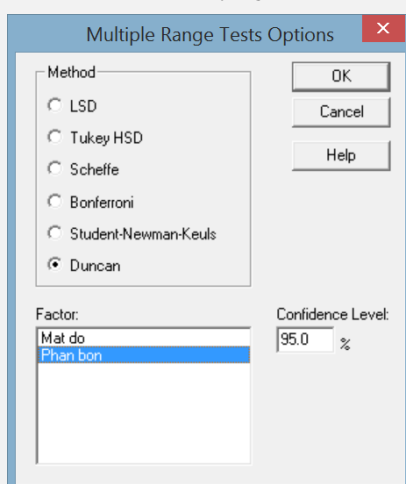 Multiple Range Tests Options
Method
LSD
Tukey HSD
Scheffe
Bonferroni
Student-Newman-Keuls
Duncan
OK
Cancel
Help
Factor:
Mat do
Phan bon
Confidence Level:
95.0 %